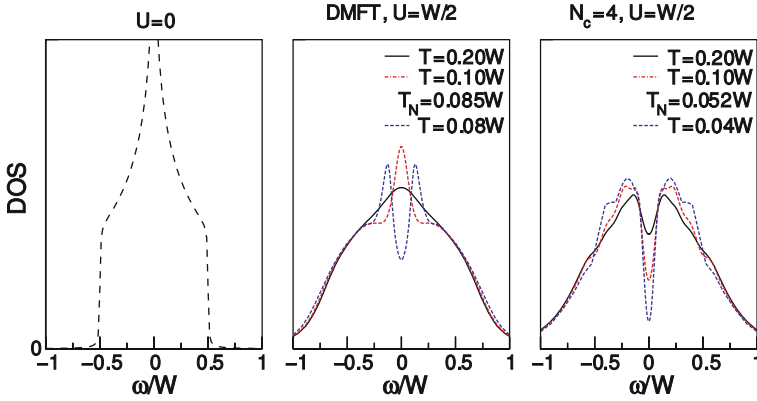 U=0
DOS
0
−1 −0.5 0 0.5 1
ω/W
DMFT, U=W/2
T=0.20W
T=0.10W
T_N=0.085W
T=0.08W
−1 −0.5 0 0.5 1
ω/W
N_c=4, U=W/2
T=0.20W
T=0.10W
T_N=0.052W
T=0.04W
−1 −0.5 0 0.5 1
ω/W